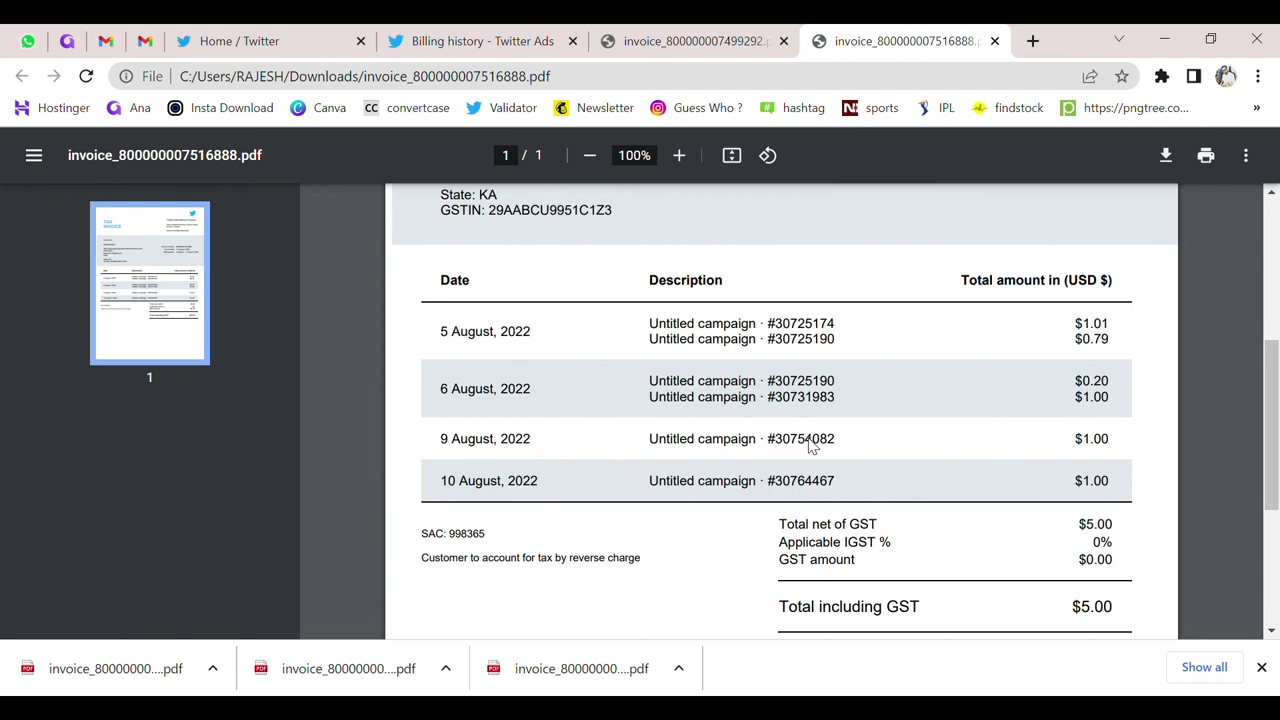 Home / Twitter
Billing history - Twitter Ads
invoice_800000007499292.p
invoice_800000007516888.p
File
C:/Users/RAJESH/Downloads/invoice_800000007516888.pdf
Hostinger
Ana
Insta Download
Canva
CC convertcase
Validator
Newsletter
Guess Who ?
hashtag
sports
IPL
findstock
https://pngtree.co...
»
invoice_800000007516888.pdf
1 / 1
100%
1
State: KA
GSTIN: 29AABCU9951C1Z3
Date Description Total amount in (USD $)
5 August, 2022
Untitled campaign · #30725174 $1.01
Untitled campaign · #30725190 $0.79
6 August, 2022
Untitled campaign · #30725190 $0.20
Untitled campaign · #30731983 $1.00
9 August, 2022 Untitled campaign · #30754082 $1.00
10 August, 2022 Untitled campaign · #30764467 $1.00
SAC: 998365
Customer to account for tax by reverse charge
Total net of GST $5.00
Applicable IGST % 0%
GST amount $0.00
Total including GST $5.00
invoice_80000000....pdf
invoice_80000000....pdf
invoice_80000000....pdf
Show all